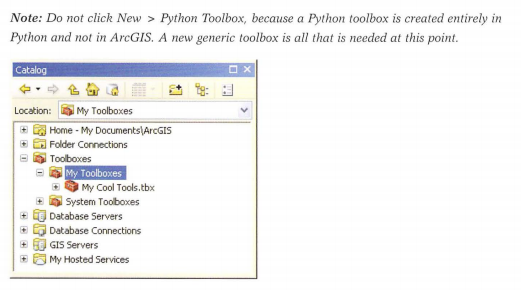 Note: Do not click New > Python Toolbox, because a Python toolbox is created entirely in
Python and not in ArcGIS. A new generic toolbox is all that is needed at this point.
Catalog
Location: My Toolboxes
Home - My Documents\ArcGIS
Folder Connections
Toolboxes
My Toolboxes
My Cool Tools.tbx
System Toolboxes
Database Servers
Database Connections
GIS Servers
My Hosted Services